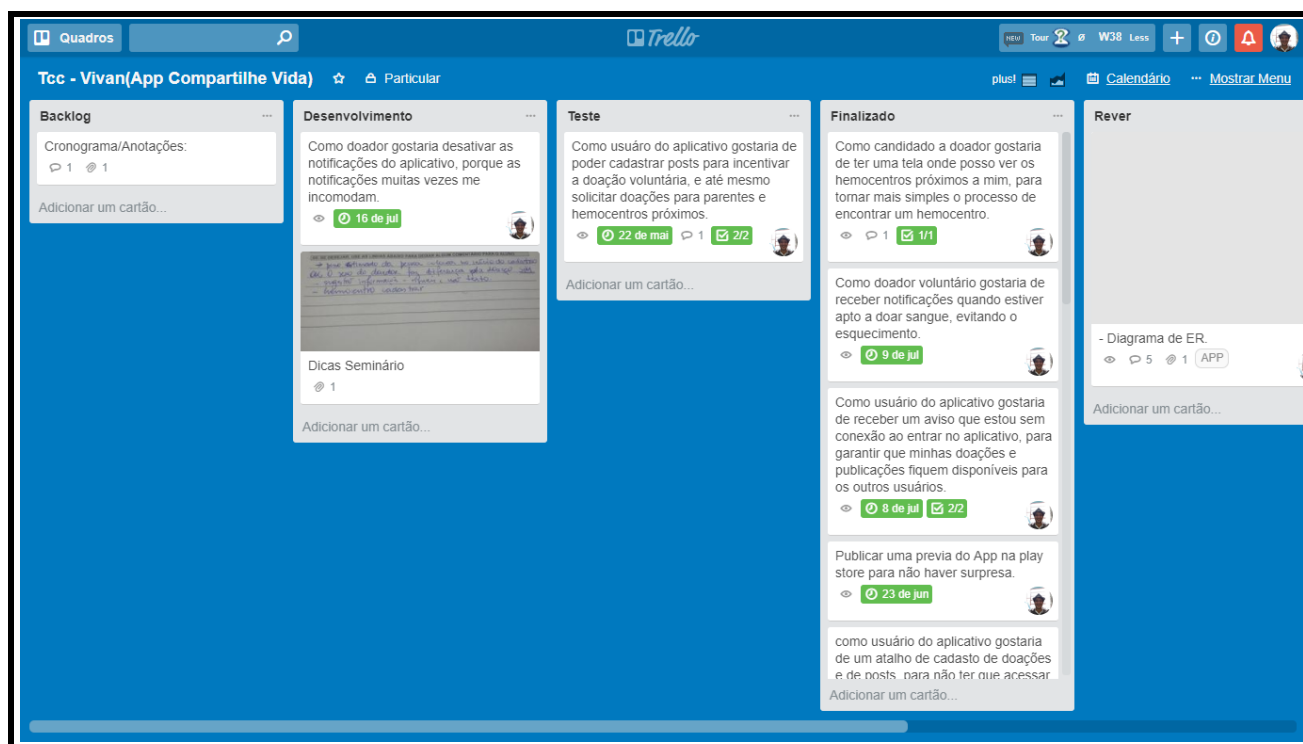 Quadros
Trello
NEW Tour ø W38 Less
Tcc - Vivan(App Compartilhe Vida)
Particular
plus!
Calendário
··· Mostrar Menu
Backlog
Cronograma/Anotações:
1 1
Adicionar um cartão...
Desenvolvimento
Como doador gostaria desativar as
notificações do aplicativo, porque as
notificações muitas vezes me
incomodam.
16 de jul
Dicas Seminário
1
Adicionar um cartão...
Teste
Como usuáro do aplicativo gostaria de
poder cadastrar posts para incentivar
a doação voluntária, e até mesmo
solicitar doações para parentes e
hemocentros próximos.
22 de mai 1 2/2
Adicionar um cartão...
Finalizado
Como candidado a doador gostaria
de ter uma tela onde posso ver os
hemocentros próximos a mim, para
tornar mais simples o processo de
encontrar um hemocentro.
1 1/1
Como doador voluntário gostaria de
receber notificações quando estiver
apto a doar sangue, evitando o
esquecimento.
9 de jul
Como usuário do aplicativo gostaria
de receber um aviso que estou sem
conexão ao entrar no aplicativo, para
garantir que minhas doações e
publicações fiquem disponíveis para
os outros usuários.
8 de jul 2/2
Publicar uma previa do App na play
store para não haver surpresa.
23 de jun
como usuário do aplicativo gostaria
de um atalho de cadasto de doações
e de posts, para não ter que acessar
Adicionar um cartão...
Rever
- Diagrama de ER.
5 1 APP
Adicionar um cartão...